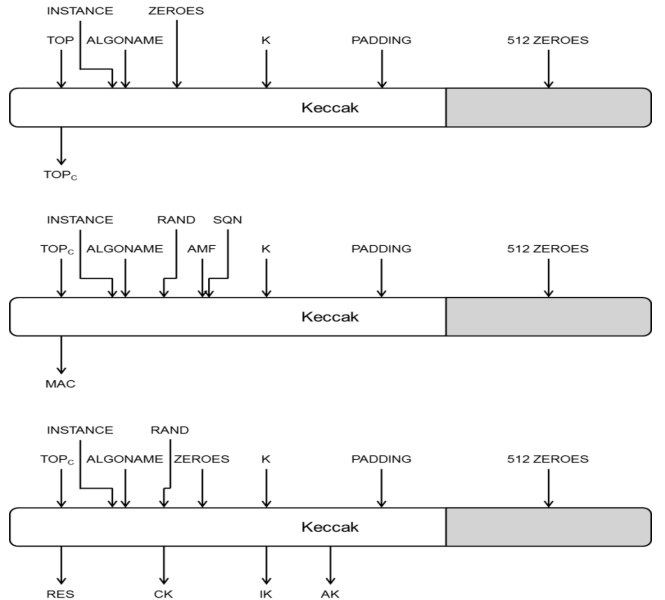 INSTANCE ZEROES
TOP ALGONAME K PADDING 512 ZEROES
Keccak
TOPC
INSTANCE RAND SQN
TOPC ALGONAME AMF K PADDING 512 ZEROES
Keccak
MAC
INSTANCE RAND
TOPC ALGONAME ZEROES K PADDING 512 ZEROES
Keccak
RES CK IK AK